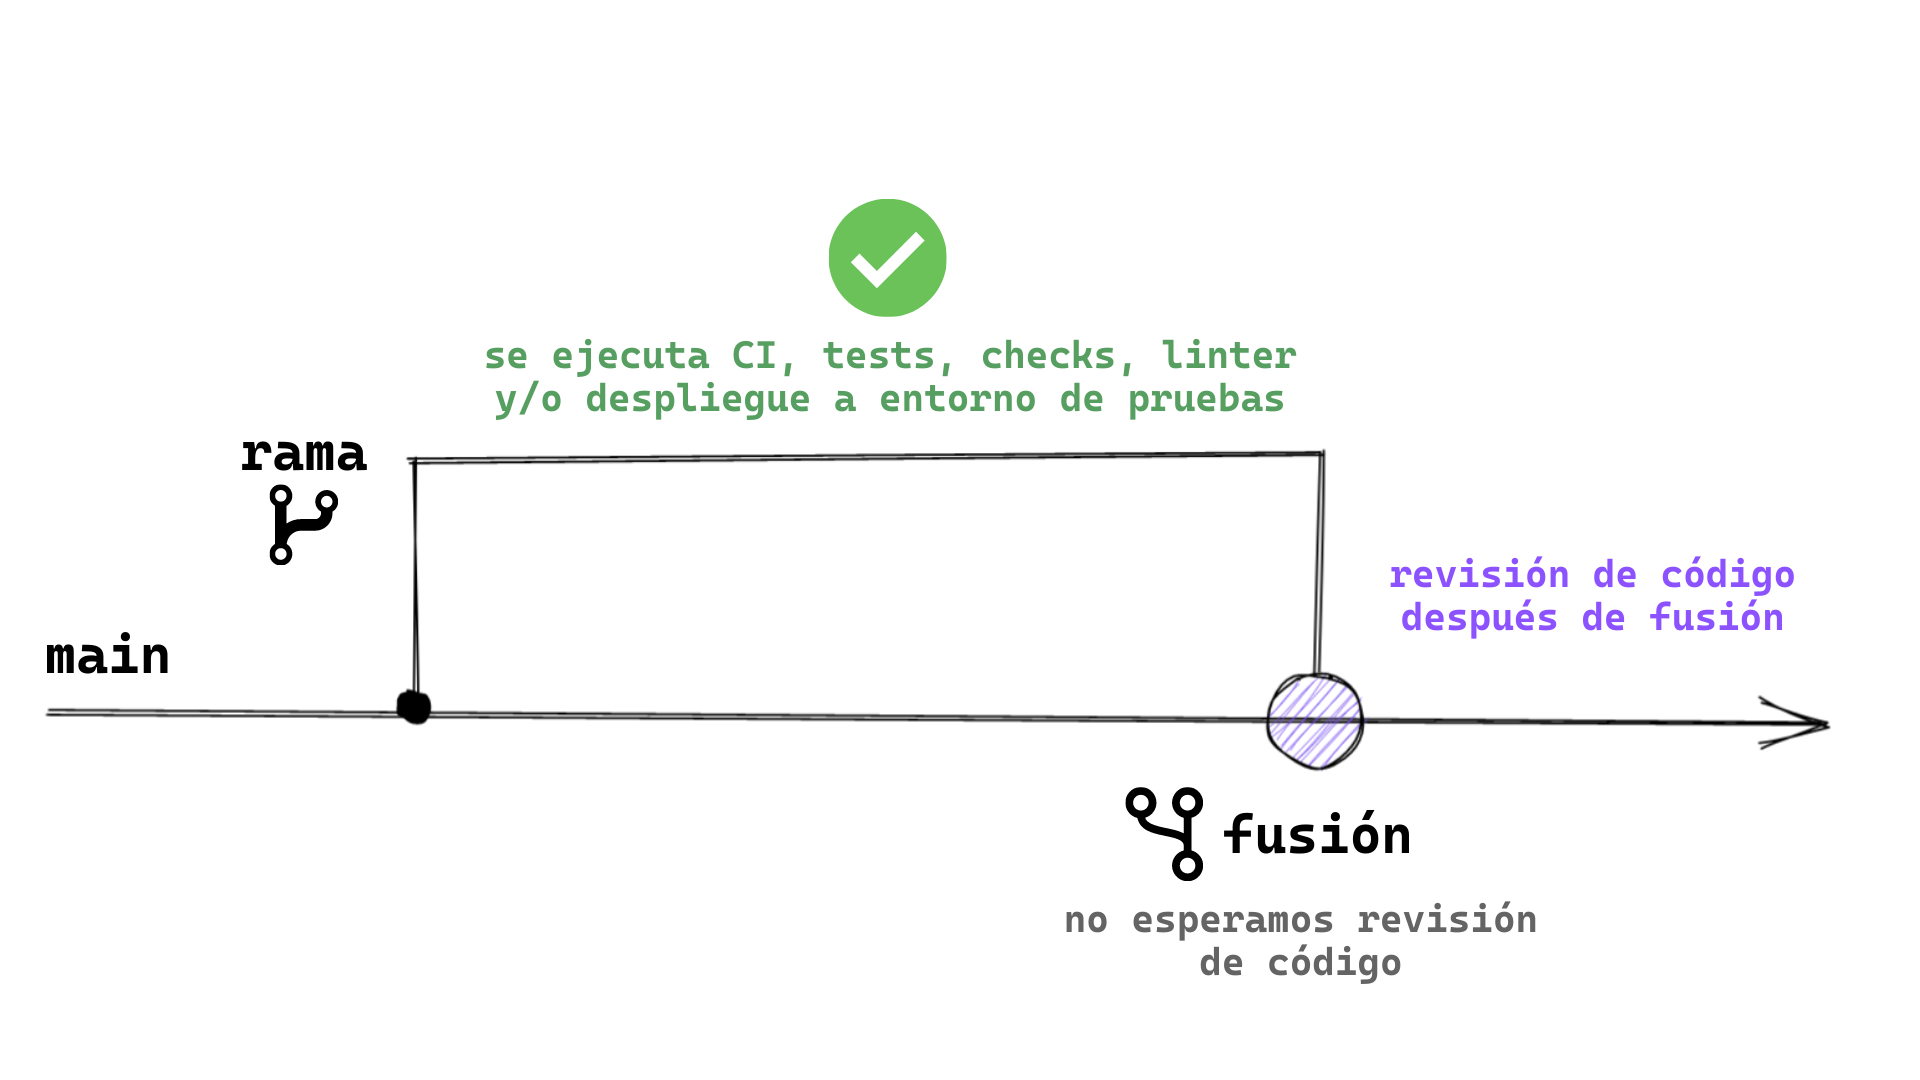 se ejecuta CI, tests, checks, linter
y/o despliegue a entorno de pruebas
rama
revisión de código
después de fusión
main
fusión
no esperamos revisión
de código